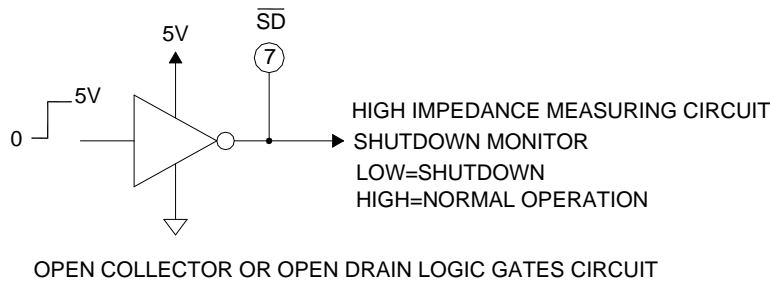 SD
5V
7
5V
0
HIGH IMPEDANCE MEASURING CIRCUIT
SHUTDOWN MONITOR
LOW=SHUTDOWN
HIGH=NORMAL OPERATION
OPEN COLLECTOR OR OPEN DRAIN LOGIC GATES CIRCUIT